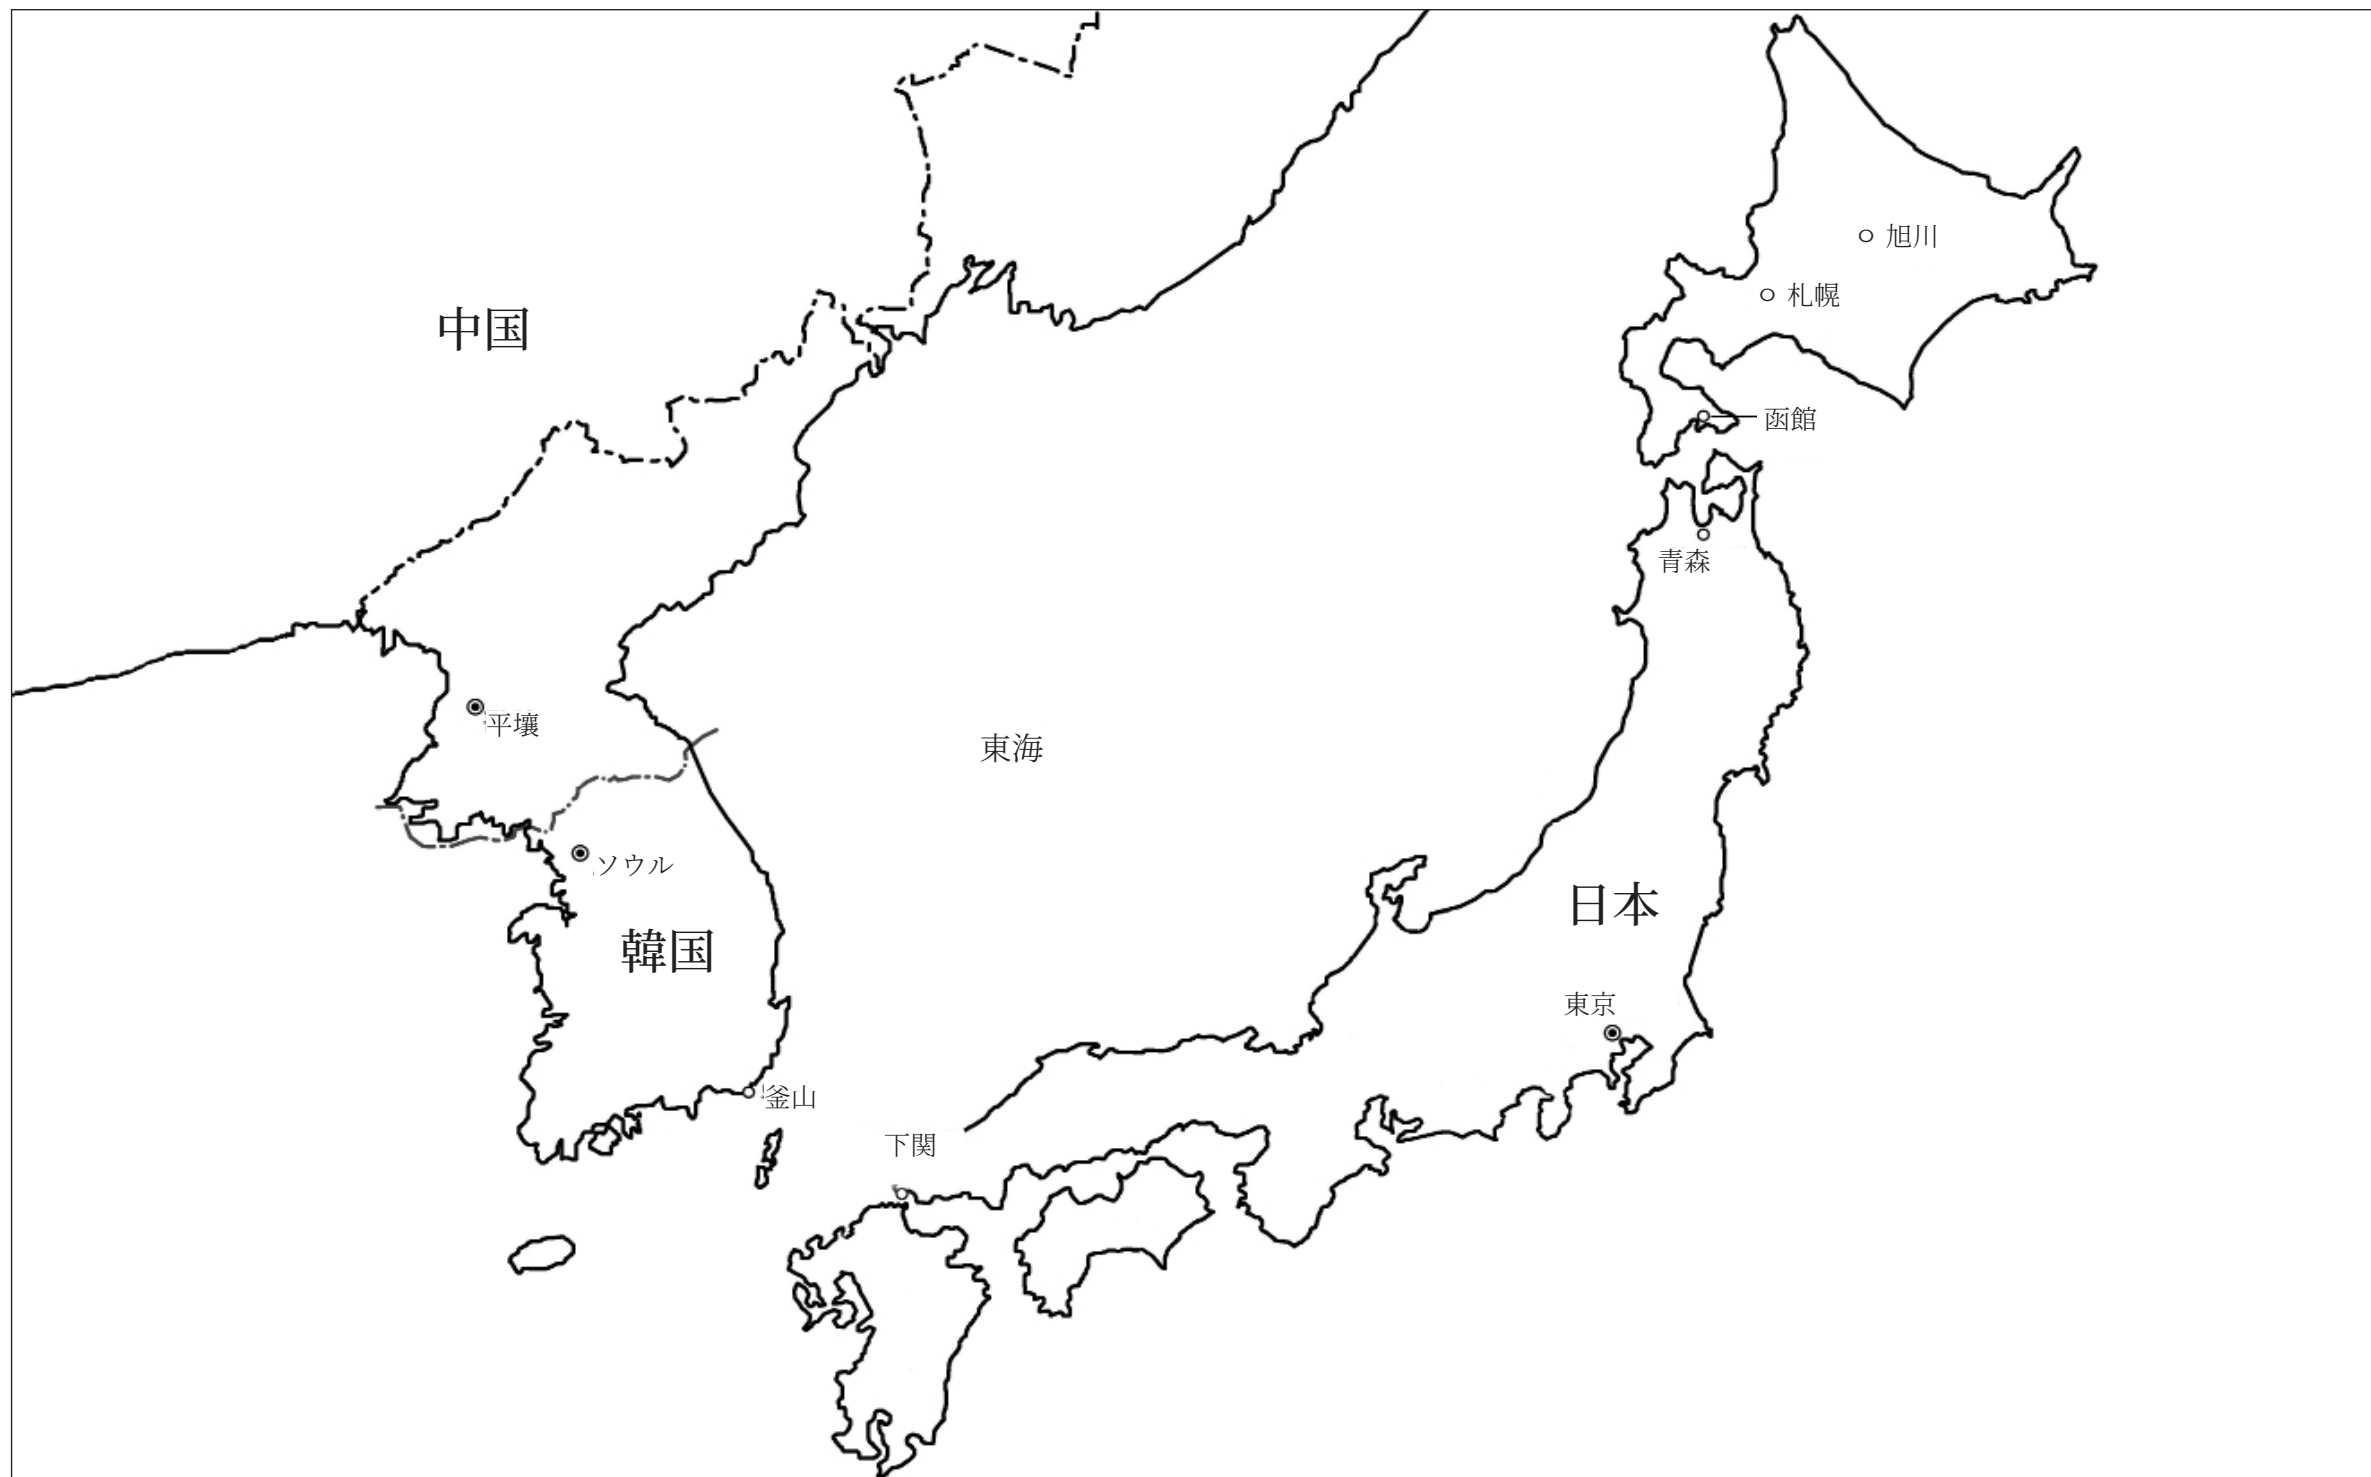 旭川
札幌
中国
函館
青森
平壌
東海
ソウル
日本
韓国
東京
釜山
下関